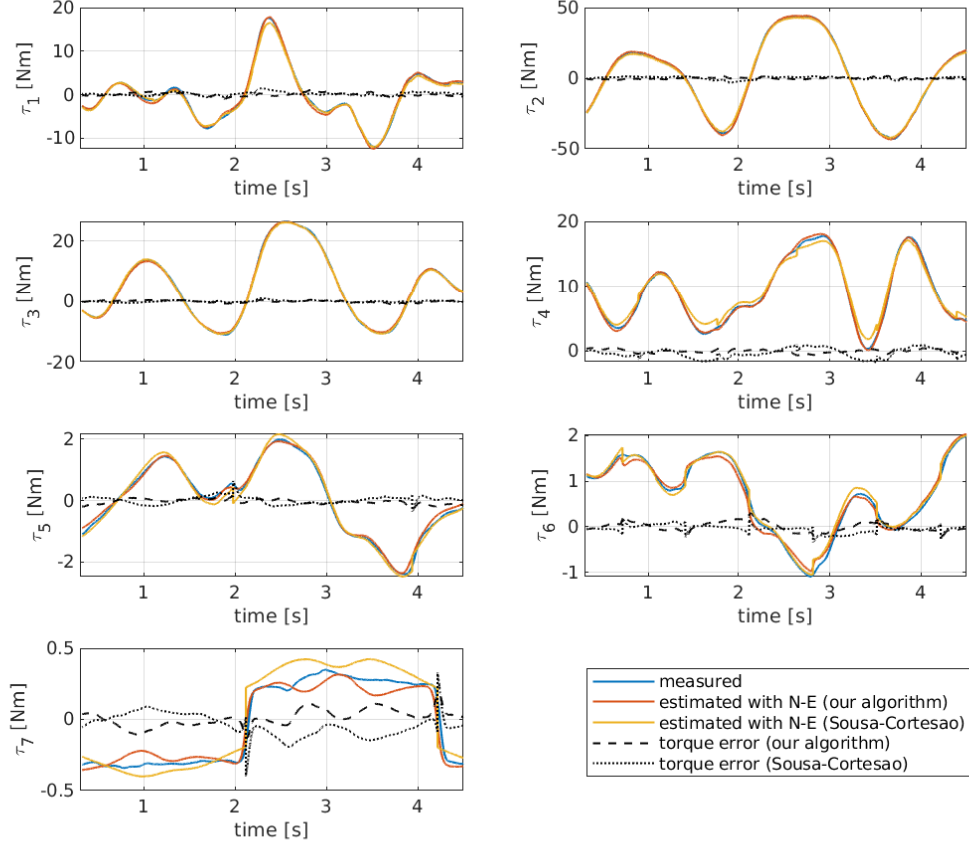 20
10
0
-10
τ1 [Nm]
1 2 3 4
time [s]
50
0
-50
τ2 [Nm]
1 2 3 4
time [s]
20
0
-20
τ3 [Nm]
1 2 3 4
time [s]
20
10
0
τ4 [Nm]
1 2 3 4
time [s]
2
0
-2
τ5 [Nm]
1 2 3 4
time [s]
2
1
0
-1
τ6 [Nm]
1 2 3 4
time [s]
0.5
0
-0.5
τ7 [Nm]
1 2 3 4
time [s]
measured
estimated with N-E (our algorithm)
estimated with N-E (Sousa-Cortesao)
torque error (our algorithm)
torque error (Sousa-Cortesao)